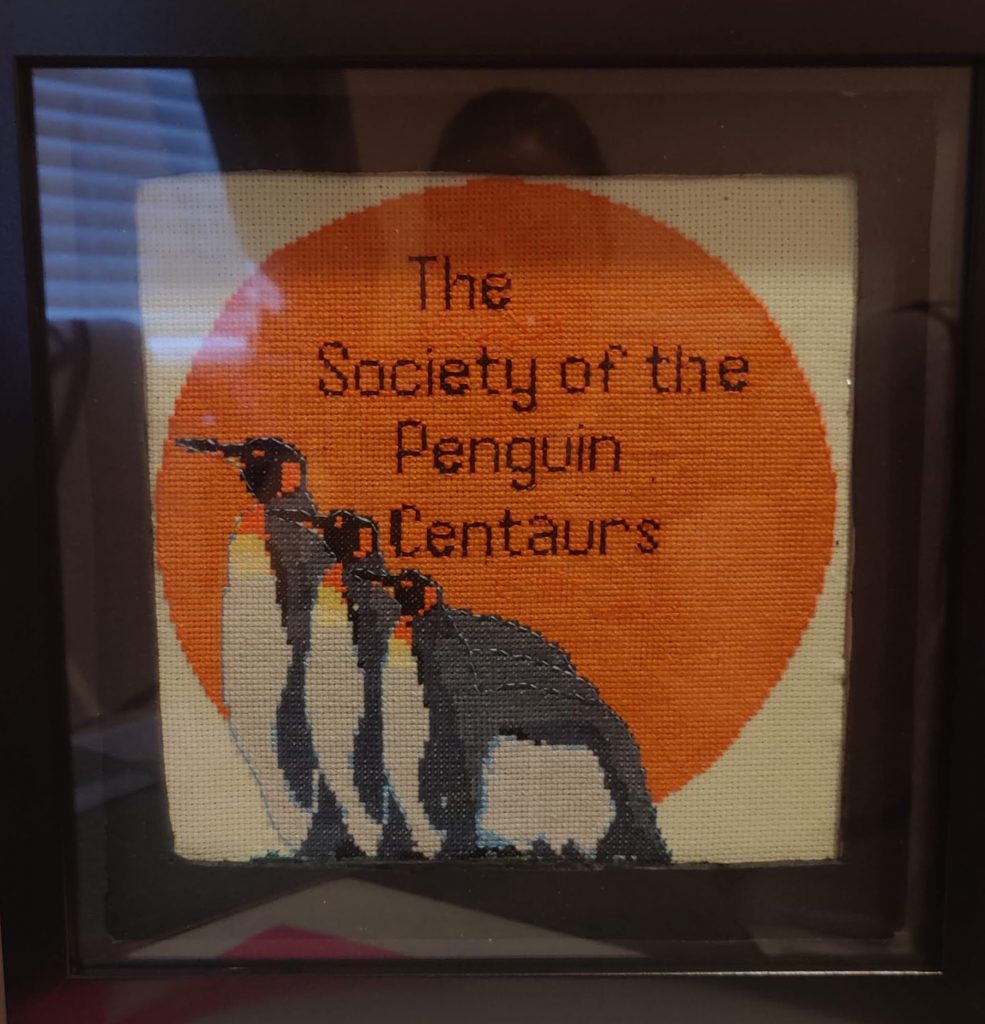 The
Society of the
Penguin
Centaurs